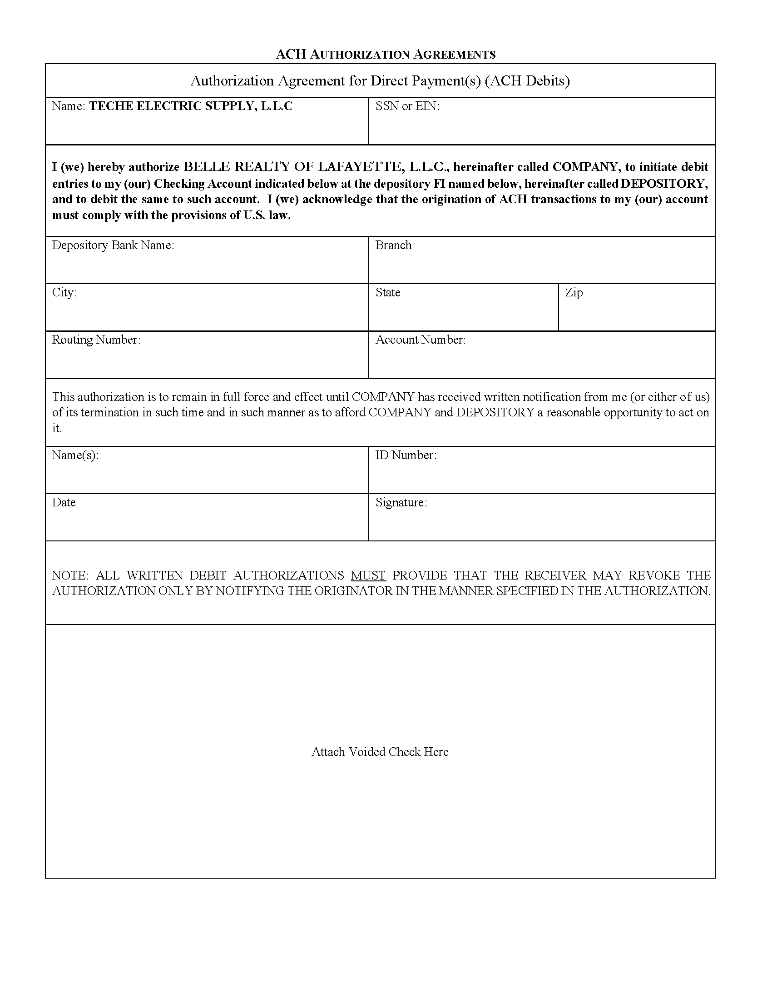 ACH AUTHORIZATION AGREEMENTS
Authorization Agreement for Direct Payment(s) (ACH Debits)
Name: TECHE ELECTRIC SUPPLY, L.L.C
SSN or EIN:
I (we) hereby authorize BELLE REALTY OF LAFAYETTE, L.L.C., hereinafter called COMPANY, to initiate debit
entries to my (our) Checking Account indicated below at the depository FI named below, hereinafter called DEPOSITORY,
and to debit the same to such account.  I (we) acknowledge that the origination of ACH transactions to my (our) account
must comply with the provisions of U.S. law.
Depository Bank Name:
Branch
City:
State
Zip
Routing Number:
Account Number:
This authorization is to remain in full force and effect until COMPANY has received written notification from me (or either of us)
of its termination in such time and in such manner as to afford COMPANY and DEPOSITORY a reasonable opportunity to act on
it.
Name(s):
ID Number:
Date
Signature:
NOTE: ALL WRITTEN DEBIT AUTHORIZATIONS MUST PROVIDE THAT THE RECEIVER MAY REVOKE THE
AUTHORIZATION ONLY BY NOTIFYING THE ORIGINATOR IN THE MANNER SPECIFIED IN THE AUTHORIZATION.
Attach Voided Check Here